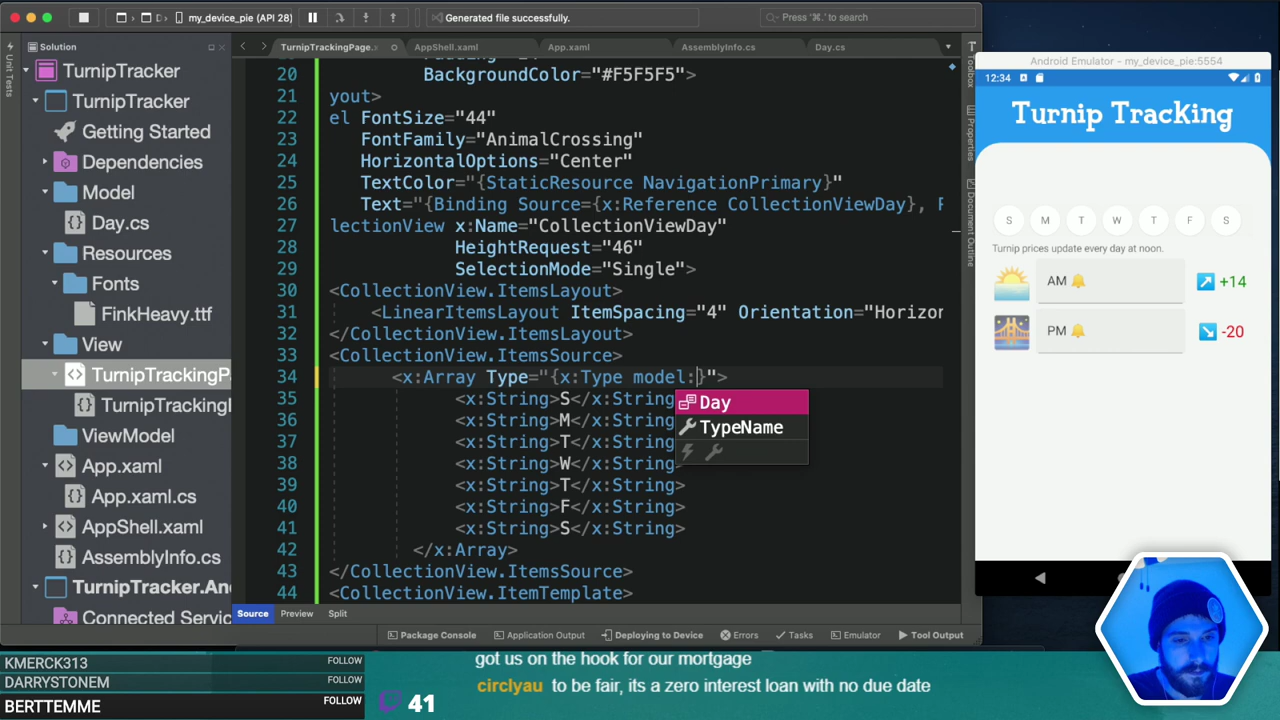 my_device_pie (API 28)
Generated file successfully.
Press '⌘.' to search
Solution
TurnipTracker
TurnipTracker
Getting Started
Dependencies
Model
Day.cs
Resources
Fonts
FinkHeavy.ttf
View
TurnipTrackingP
TurnipTrackingI
ViewModel
App.xaml
App.xaml.cs
AppShell.xaml
AssemblyInfo.cs
TurnipTracker.An
Connected Servic
Unit Tests
TurnipTrackingPage.x
AppShell.xaml
App.xaml
AssemblyInfo.cs
Day.cs
20 BackgroundColor="#F5F5F5">
21 yout>
22 el FontSize="44"
23 FontFamily="AnimalCrossing"
24 HorizontalOptions="Center"
25 TextColor="{StaticResource NavigationPrimary}"
26 Text="{Binding Source={x:Reference CollectionViewDay}, P
27 lectionView x:Name="CollectionViewDay"
28 HeightRequest="46"
29 SelectionMode="Single">
30 <CollectionView.ItemsLayout>
31 <LinearItemsLayout ItemSpacing="4" Orientation="Horizon
32 </CollectionView.ItemsLayout>
33 <CollectionView.ItemsSource>
34 <x:Array Type="{x:Type model:}">
35 <x:String>S</x:String
36 <x:String>M</x:String
37 <x:String>T</x:String
38 <x:String>W</x:String>
39 <x:String>T</x:String>
40 <x:String>F</x:String>
41 <x:String>S</x:String>
42 </x:Array>
43 </CollectionView.ItemsSource>
44 <CollectionView.ItemTemplate>
Day
TypeName
Source
Preview
Split
Package Console
Application Output
Deploying to Device
Errors
Tasks
Emulator
Tool Output
Toolbox
Properties
Document Outline
Android Emulator - my_device_pie:5554
12:34
Turnip Tracking
S M T W T F S
Turnip prices update every day at noon.
AM
+14
PM
-20
KMERCK313 FOLLOW
DARRYSTONEM FOLLOW
BERTTEMME FOLLOW
41
got us on the hook for our mortgage
circlyau to be fair, its a zero interest loan with no due date